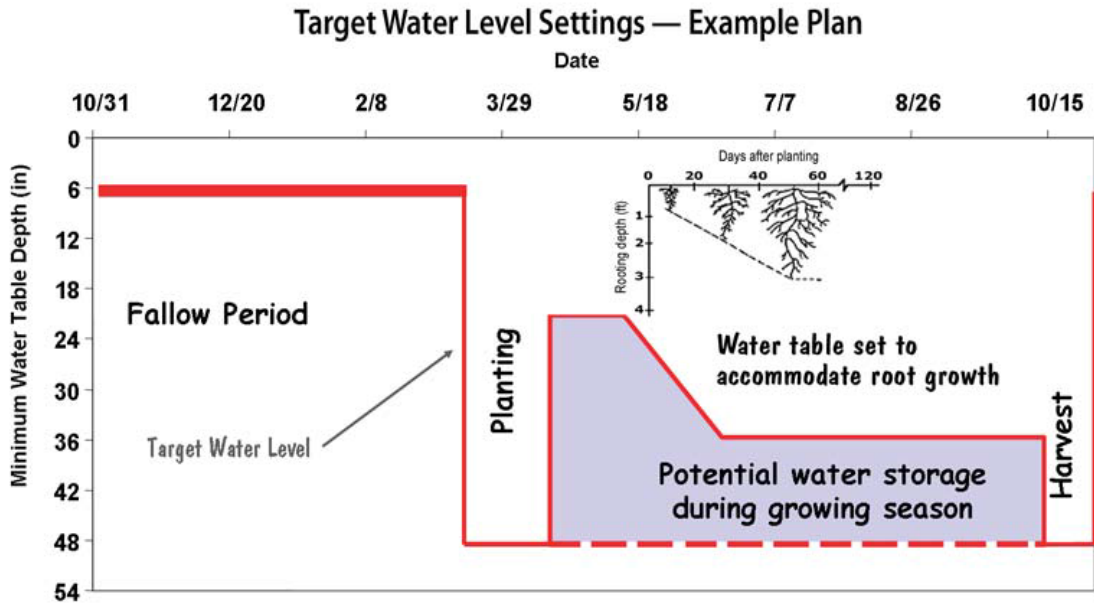 Target Water Level Settings — Example Plan
Date
10/31 12/20 2/8 3/29 5/18 7/7 8/26 10/15
Minimum Water Table Depth (in)
0
6
12
18
24
30
36
42
48
54
Days after planting
0 20 40 60 120
Rooting depth (ft)
1
2
3
4
Fallow Period
Target Water Level
Planting
Water table set to
accommodate root growth
Potential water storage
during growing season
Harvest